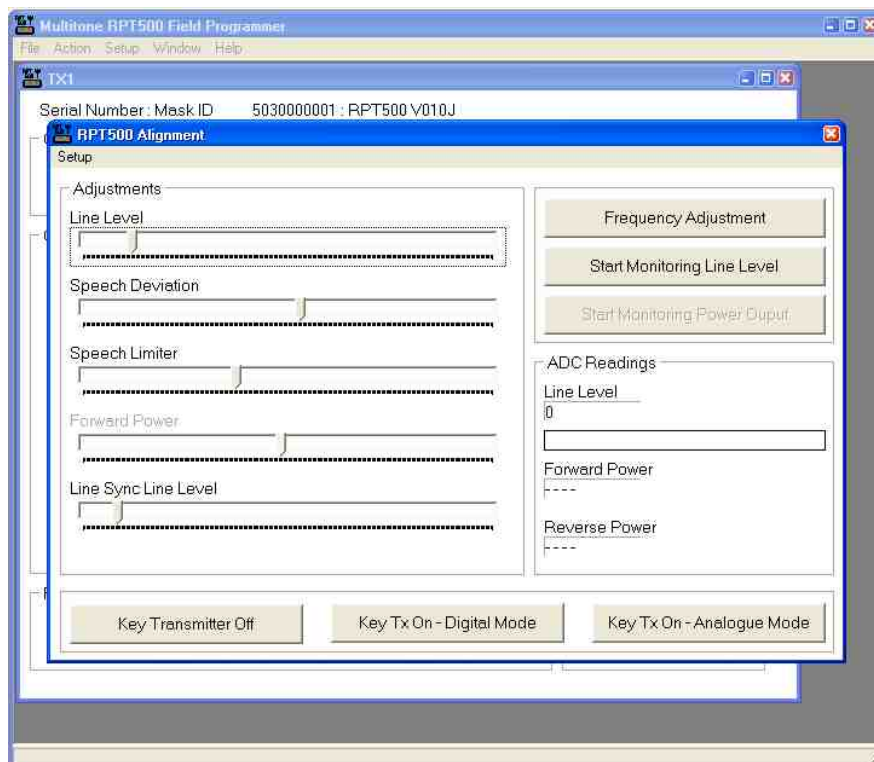 Multitone RPT500 Field Programmer
File Action Setup Window Help
TX1
Serial Number : Mask ID 5030000001 : RPT500 V010J
RPT500 Alignment
Setup
Adjustments
Line Level
Speech Deviation
Speech Limiter
Forward Power
Line Sync Line Level
Frequency Adjustment
Start Monitoring Line Level
Start Monitoring Power Ouput
ADC Readings
Line Level
0
Forward Power
----
Reverse Power
----
Key Transmitter Off
Key Tx On - Digital Mode
Key Tx On - Analogue Mode